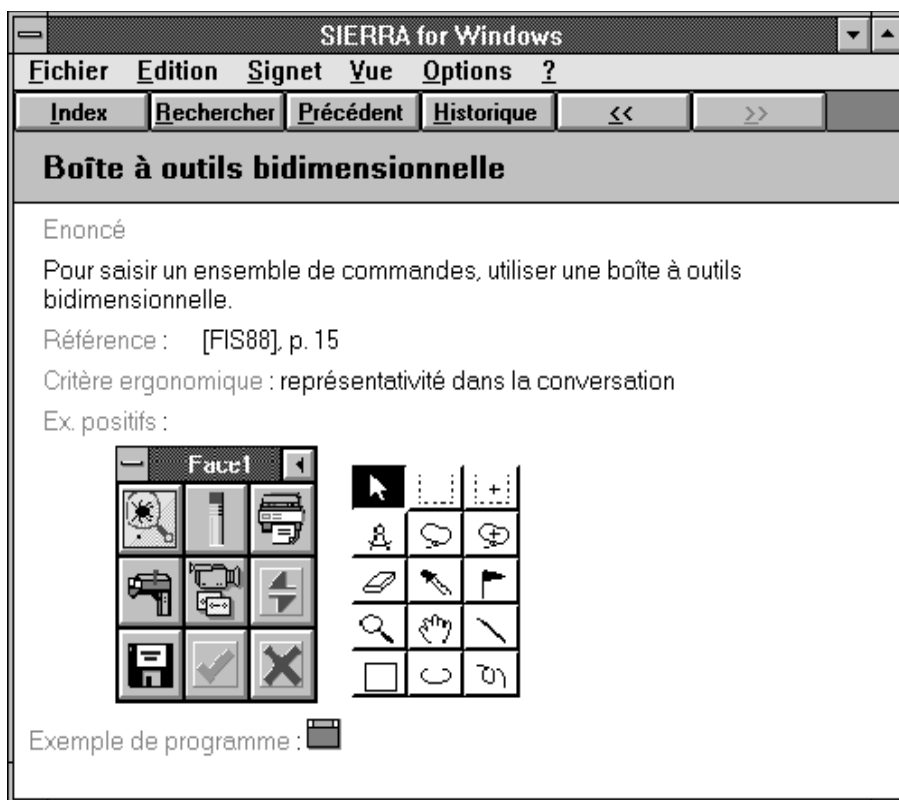 SIERRA for Windows
Fichier Edition Signet Vue Options ?
Index Rechercher Précédent Historique << >>
Boîte à outils bidimensionnelle
Enoncé
Pour saisir un ensemble de commandes, utiliser une boîte à outils
bidimensionnelle.
Référence : [FIS88], p. 15
Critère ergonomique : représentativité dans la conversation
Ex. positifs :
Face1
Exemple de programme :